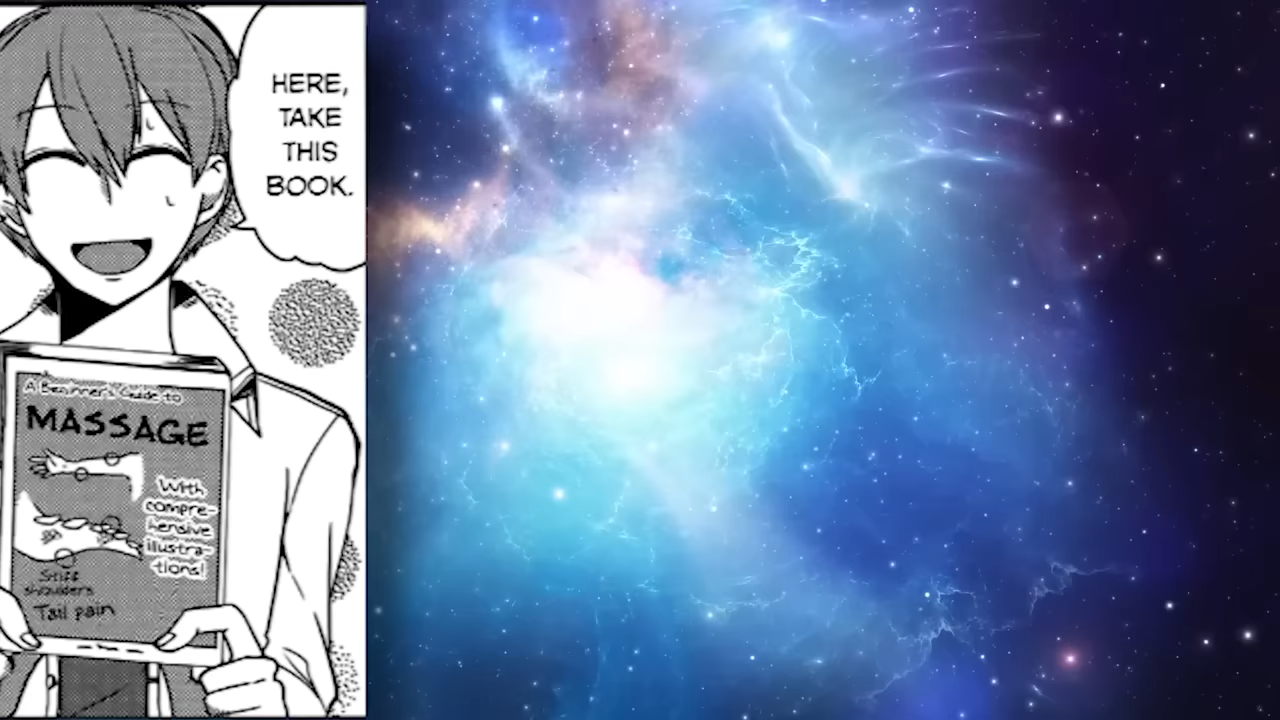 HERE,
TAKE
THIS
BOOK.
A Beginner's Guide to
MASSAGE
With
compre-
hensive
illustra-
tions!
Stiff
shoulders
Tail pain